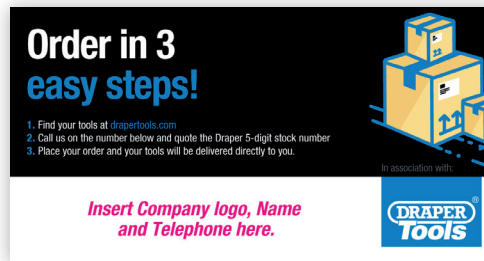 Order in 3
easy steps!
1. Find your tools at drapertools.com
2. Call us on the number below and quote the Draper 5-digit stock number
3. Place your order and your tools will be delivered directly to you.
In association with:
Insert Company logo, Name
and Telephone here.
DRAPER
Tools